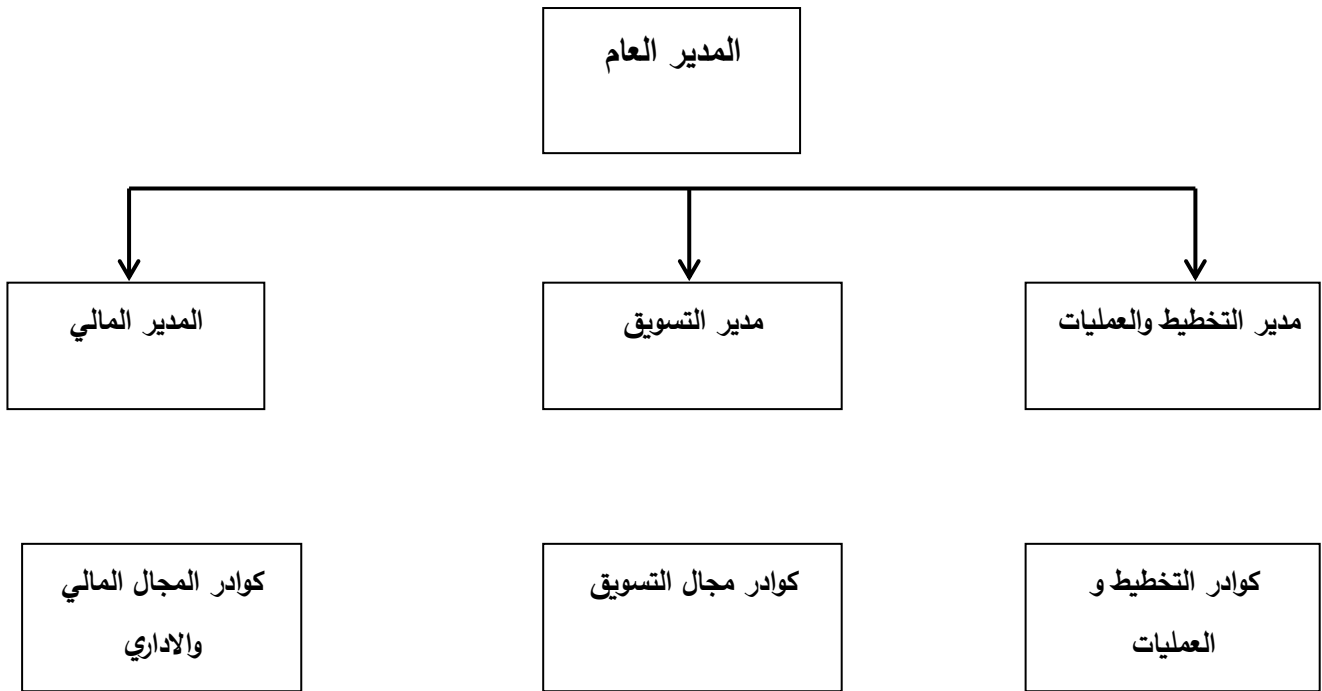 المدير العام
مدير التخطيط والعمليات
مدير التسويق
المدير المالي
كوادر التخطيط و
العمليات
كوادر مجال التسويق
كوادر المجال المالي
والاداري